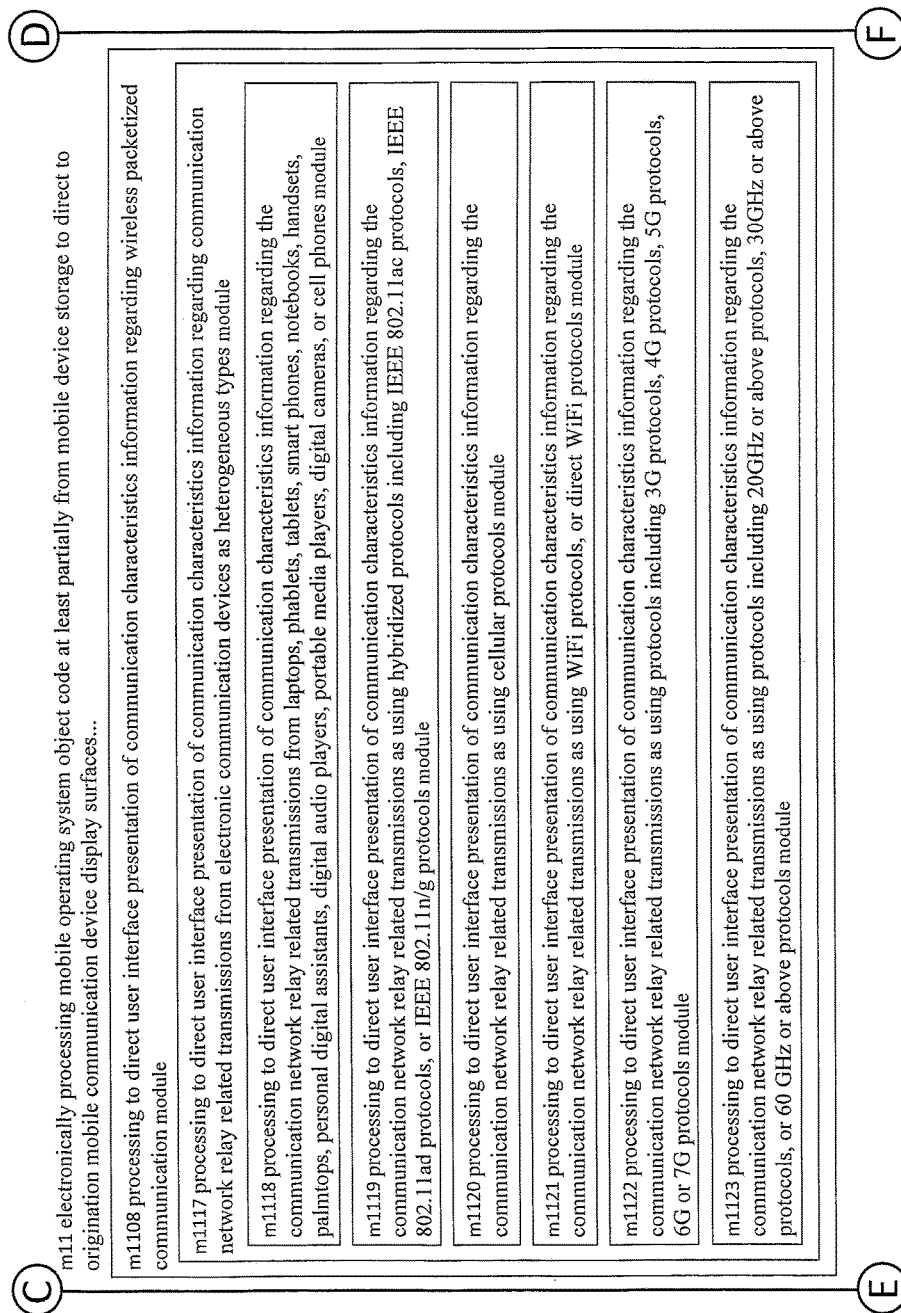 C
D
m11 electronically processing mobile operating system object code at least partially from mobile device storage to direct to
origination mobile communication device display surfaces...
m1108 processing to direct user interface presentation of communication characteristics information regarding wireless packetized
communication module
m1117 processing to direct user interface presentation of communication characteristics information regarding communication
network relay related transmissions from electronic communication devices as heterogeneous types module
m1118 processing to direct user interface presentation of communication characteristics information regarding the
communication network relay related transmissions from laptops, phablets, tablets, smart phones, notebooks, handsets,
palmtops, personal digital assistants, digital audio players, portable media players, digital cameras, or cell phones module
m1119 processing to direct user interface presentation of communication characteristics information regarding the
communication network relay related transmissions as using hybridized protocols including IEEE 802.11ac protocols, IEEE
802.11ad protocols, or IEEE 802.11n/g protocols module
m1120 processing to direct user interface presentation of communication characteristics information regarding the
communication network relay related transmissions as using cellular protocols module
m1121 processing to direct user interface presentation of communication characteristics information regarding the
communication network relay related transmissions as using WiFi protocols, or direct WiFi protocols module
m1122 processing to direct user interface presentation of communication characteristics information regarding the
communication network relay related transmissions as using protocols including 3G protocols, 4G protocols, 5G protocols,
6G or 7G protocols module
m1123 processing to direct user interface presentation of communication characteristics information regarding the
communication network relay related transmissions as using protocols including 20GHz or above protocols, 30GHz or above
protocols, or 60 GHz or above protocols module
E
F